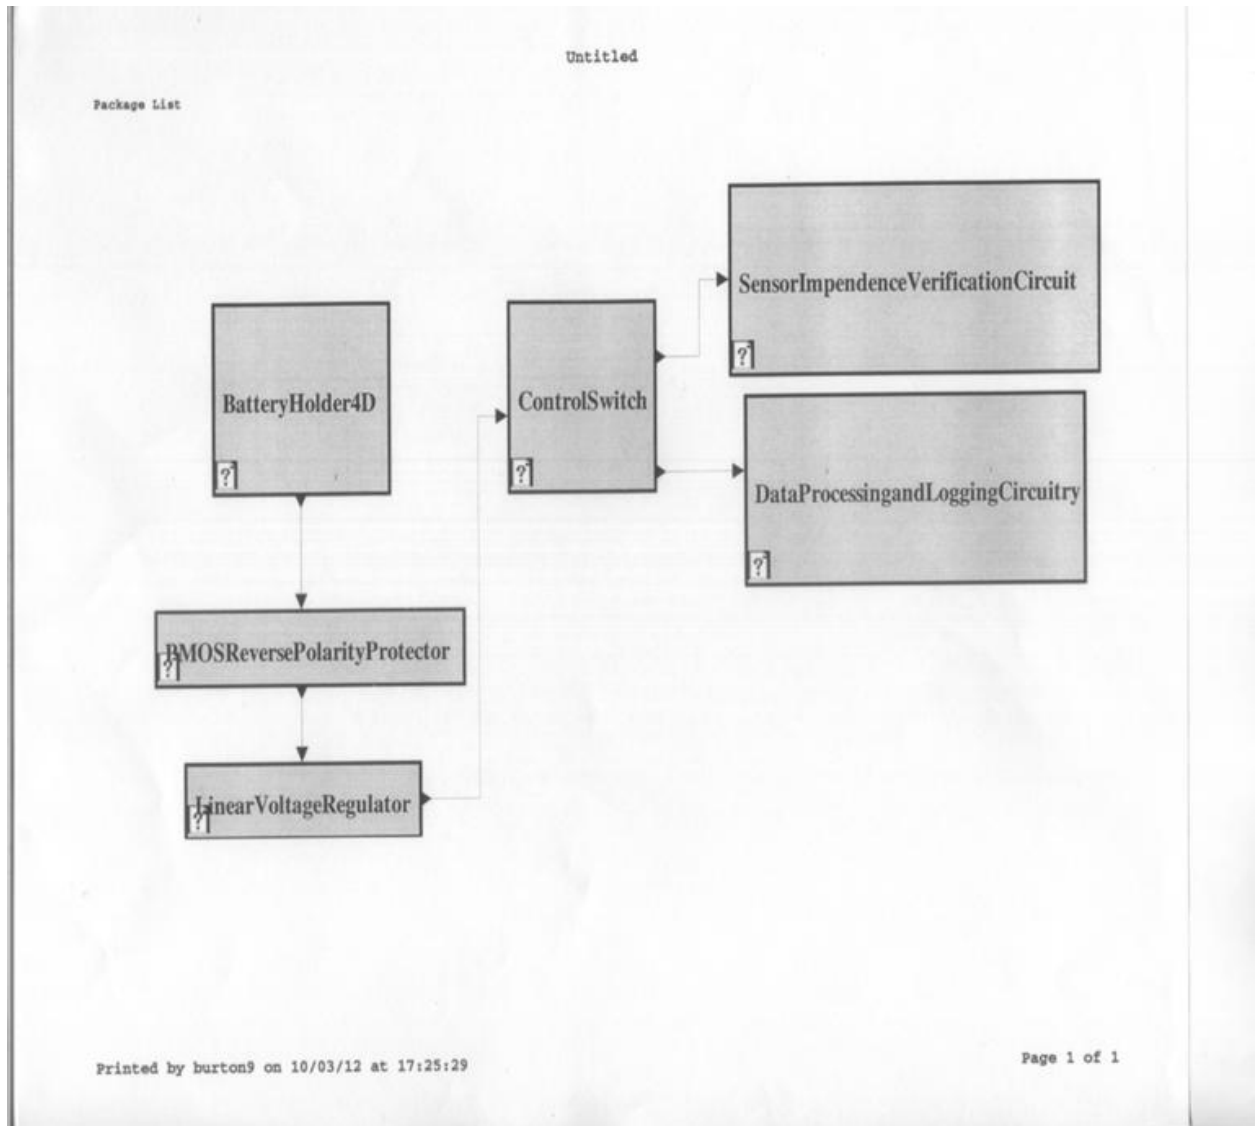 Untitled
Package List
SensorImpendenceVerificationCircuit
?
BatteryHolder4D
?
ControlSwitch
?
DataProcessingandLoggingCircuitry
?
PMOSReversePolarityProtector
?
LinearVoltageRegulator
?
Printed by burton9 on 10/03/12 at 17:25:29
Page 1 of 1